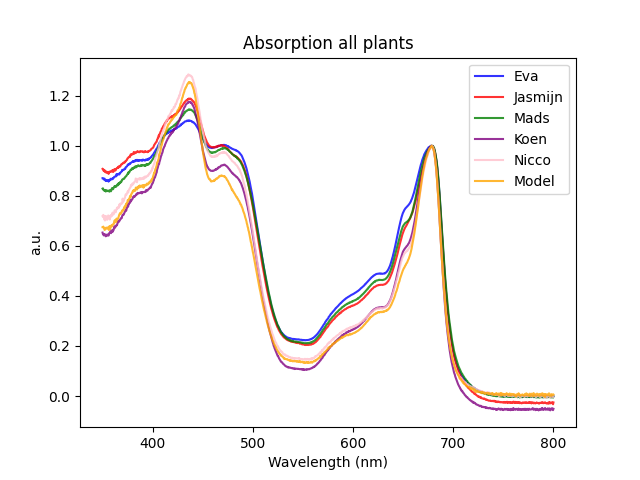 Absorption all plants
a.u.
1.2
1.0
0.8
0.6
0.4
0.2
0.0
400
500
600
700
800
Wavelength (nm)
Eva
Jasmijn
Mads
Koen
Nicco
Model